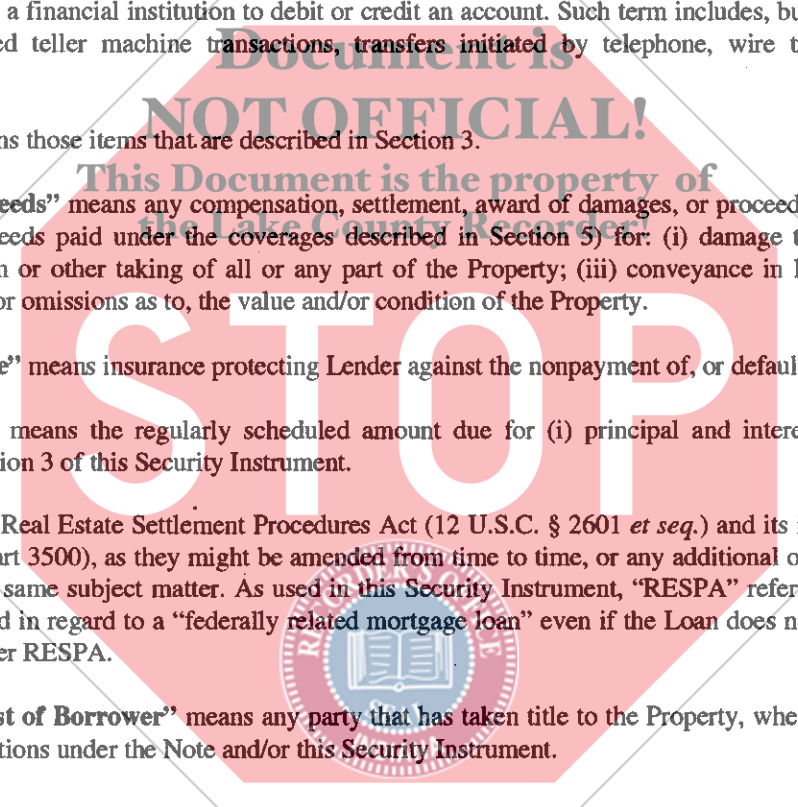 a financial institution to debit or credit an account. Such term includes, bu
ed teller machine transactions, transfers initiated by telephone, wire t
Document is
NOT OFFICIAL!
ns those items that are described in Section 3.
This Document is the property of
eeds” means any compensation, settlement, award of damages, or proceed
the Lake County Recorder!
eeds paid under the coverages described in Section 5) for: (i) damage t
n or other taking of all or any part of the Property; (iii) conveyance in l
or omissions as to, the value and/or condition of the Property.
STOP
e” means insurance protecting Lender against the nonpayment of, or defaul
means the regularly scheduled amount due for (i) principal and intere
ion 3 of this Security Instrument.
Real Estate Settlement Procedures Act (12 U.S.C. § 2601 et seq.) and its
art 3500), as they might be amended from time to time, or any additional o
same subject matter. As used in this Security Instrument, “RESPA” refer
d in regard to a “federally related mortgage loan” even if the Loan does n
er RESPA.
RECORDER'S OFFICE
SEAL
st of Borrower” means any party that has taken title to the Property, whe
tions under the Note and/or this Security Instrument.